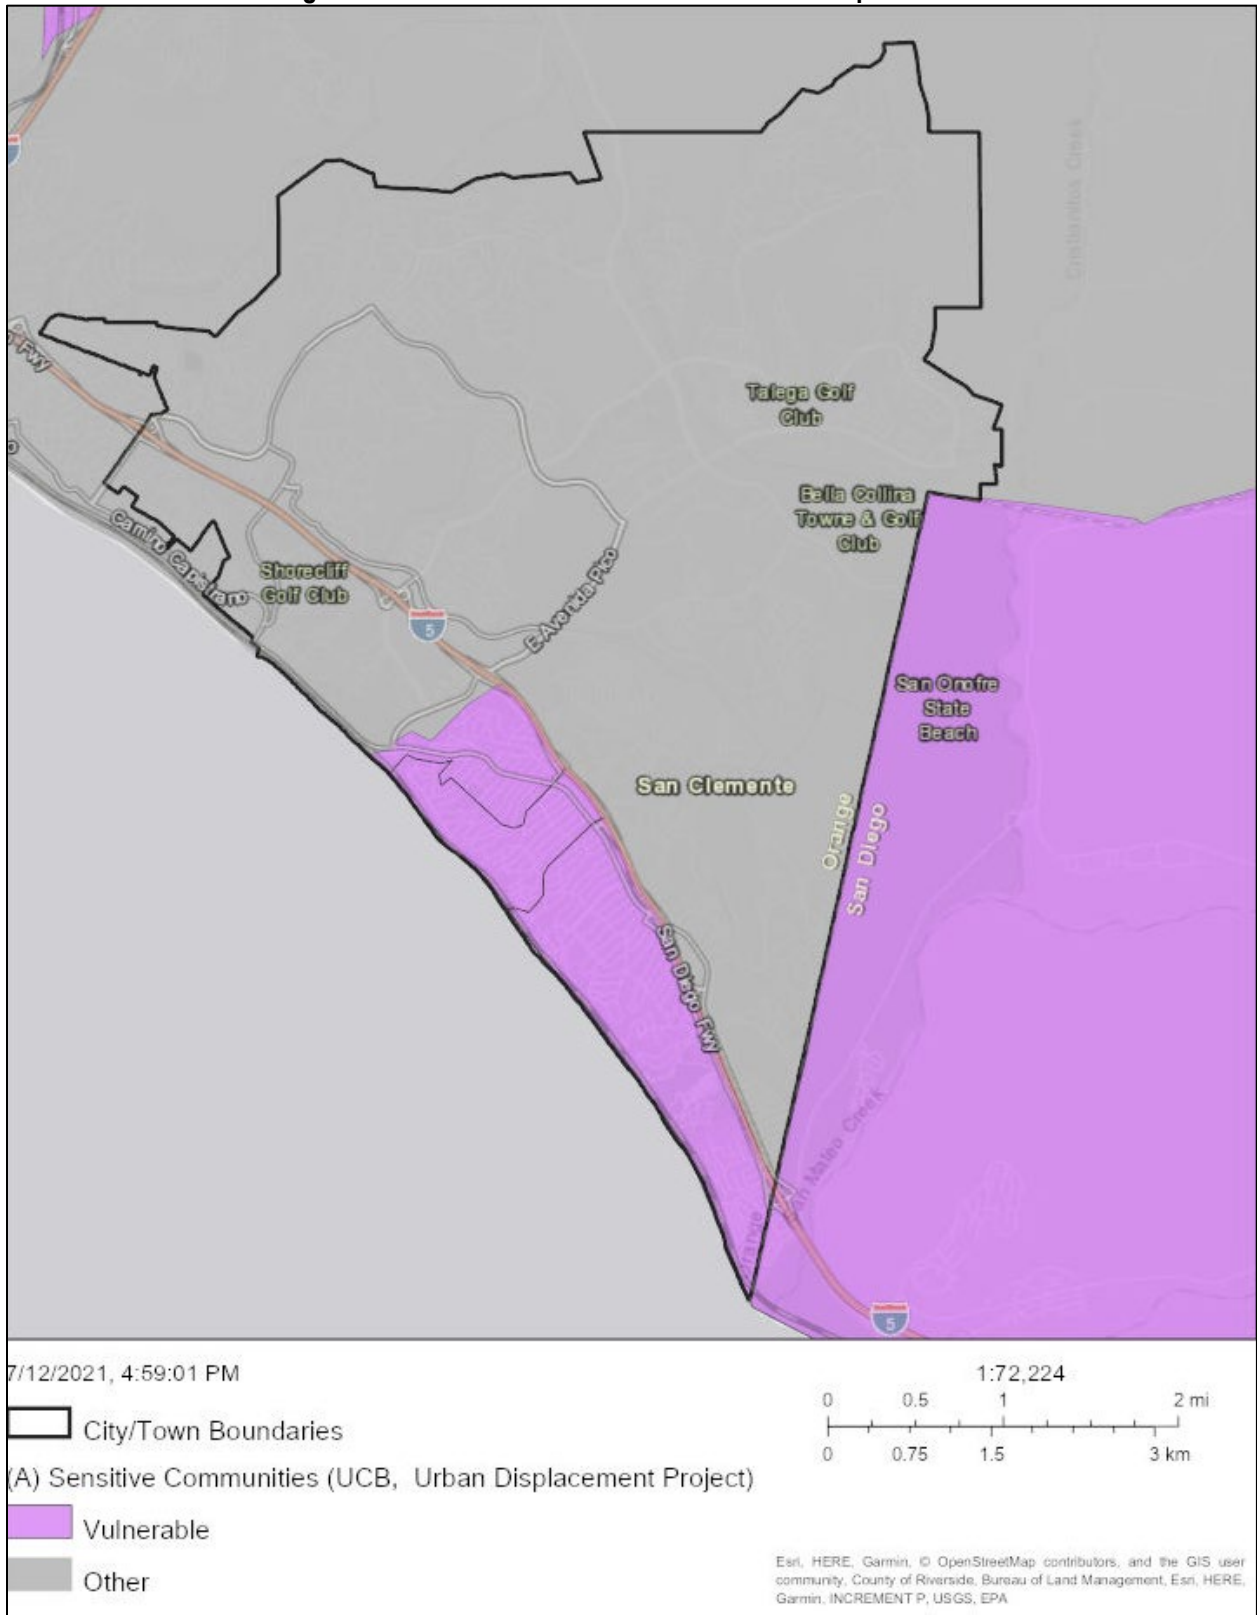 Cristianitos Creek
Fwy
Talega Golf
Club
Bella Collina
Towne & Golf
Club
Camino Capistrano
Shorecliff
Golf Club
5
E Avenida Pico
San Onofre
State
Beach
San Clemente
Orange
San Diego
San Diego Fwy
San Mateo Creek
5
7/12/2021, 4:59:01 PM
1:72,224
0 0.5 1 2 mi
0 0.75 1.5 3 km
City/Town Boundaries
(A) Sensitive Communities (UCB, Urban Displacement Project)
Vulnerable
Other
Esri, HERE, Garmin, © OpenStreetMap contributors, and the GIS user
community, County of Riverside, Bureau of Land Management, Esri, HERE,
Garmin, INCREMENT P, USGS, EPA